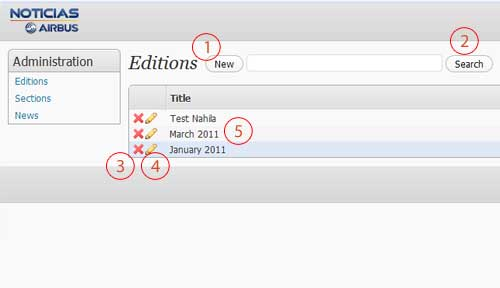 NOTICIAS
AIRBUS
Administration
Editions
Sections
News
Editions
1
New
2
Search
Title
Test Nahila
March 2011
5
January 2011
3
4